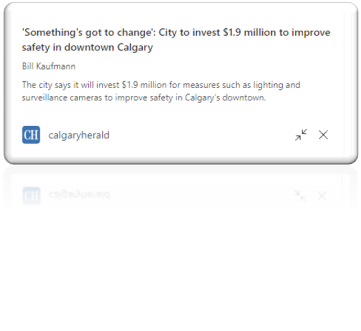 'Something's got to change': City to invest $1.9 million to improve
safety in downtown Calgary
Bill Kaufmann
The city says it will invest $1.9 million for measures such as lighting and
surveillance cameras to improve safety in Calgary's downtown.
CH calgaryherald